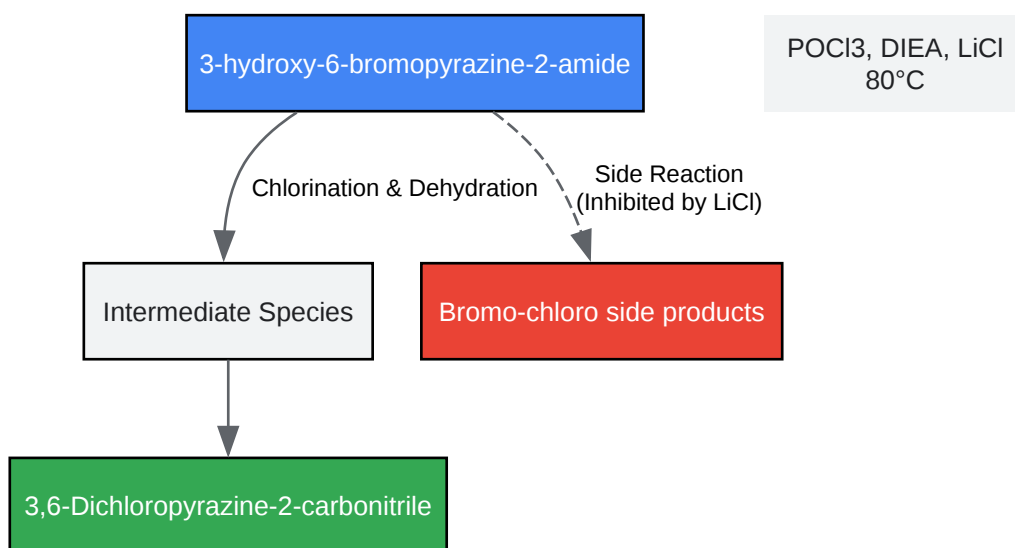 3-hydroxy-6-bromopyrazine-2-amide
POCl3, DIEA, LiCl
80°C
Chlorination & Dehydration
Side Reaction
(Inhibited by LiCl)
Intermediate Species
Bromo-chloro side products
3,6-Dichloropyrazine-2-carbonitrile